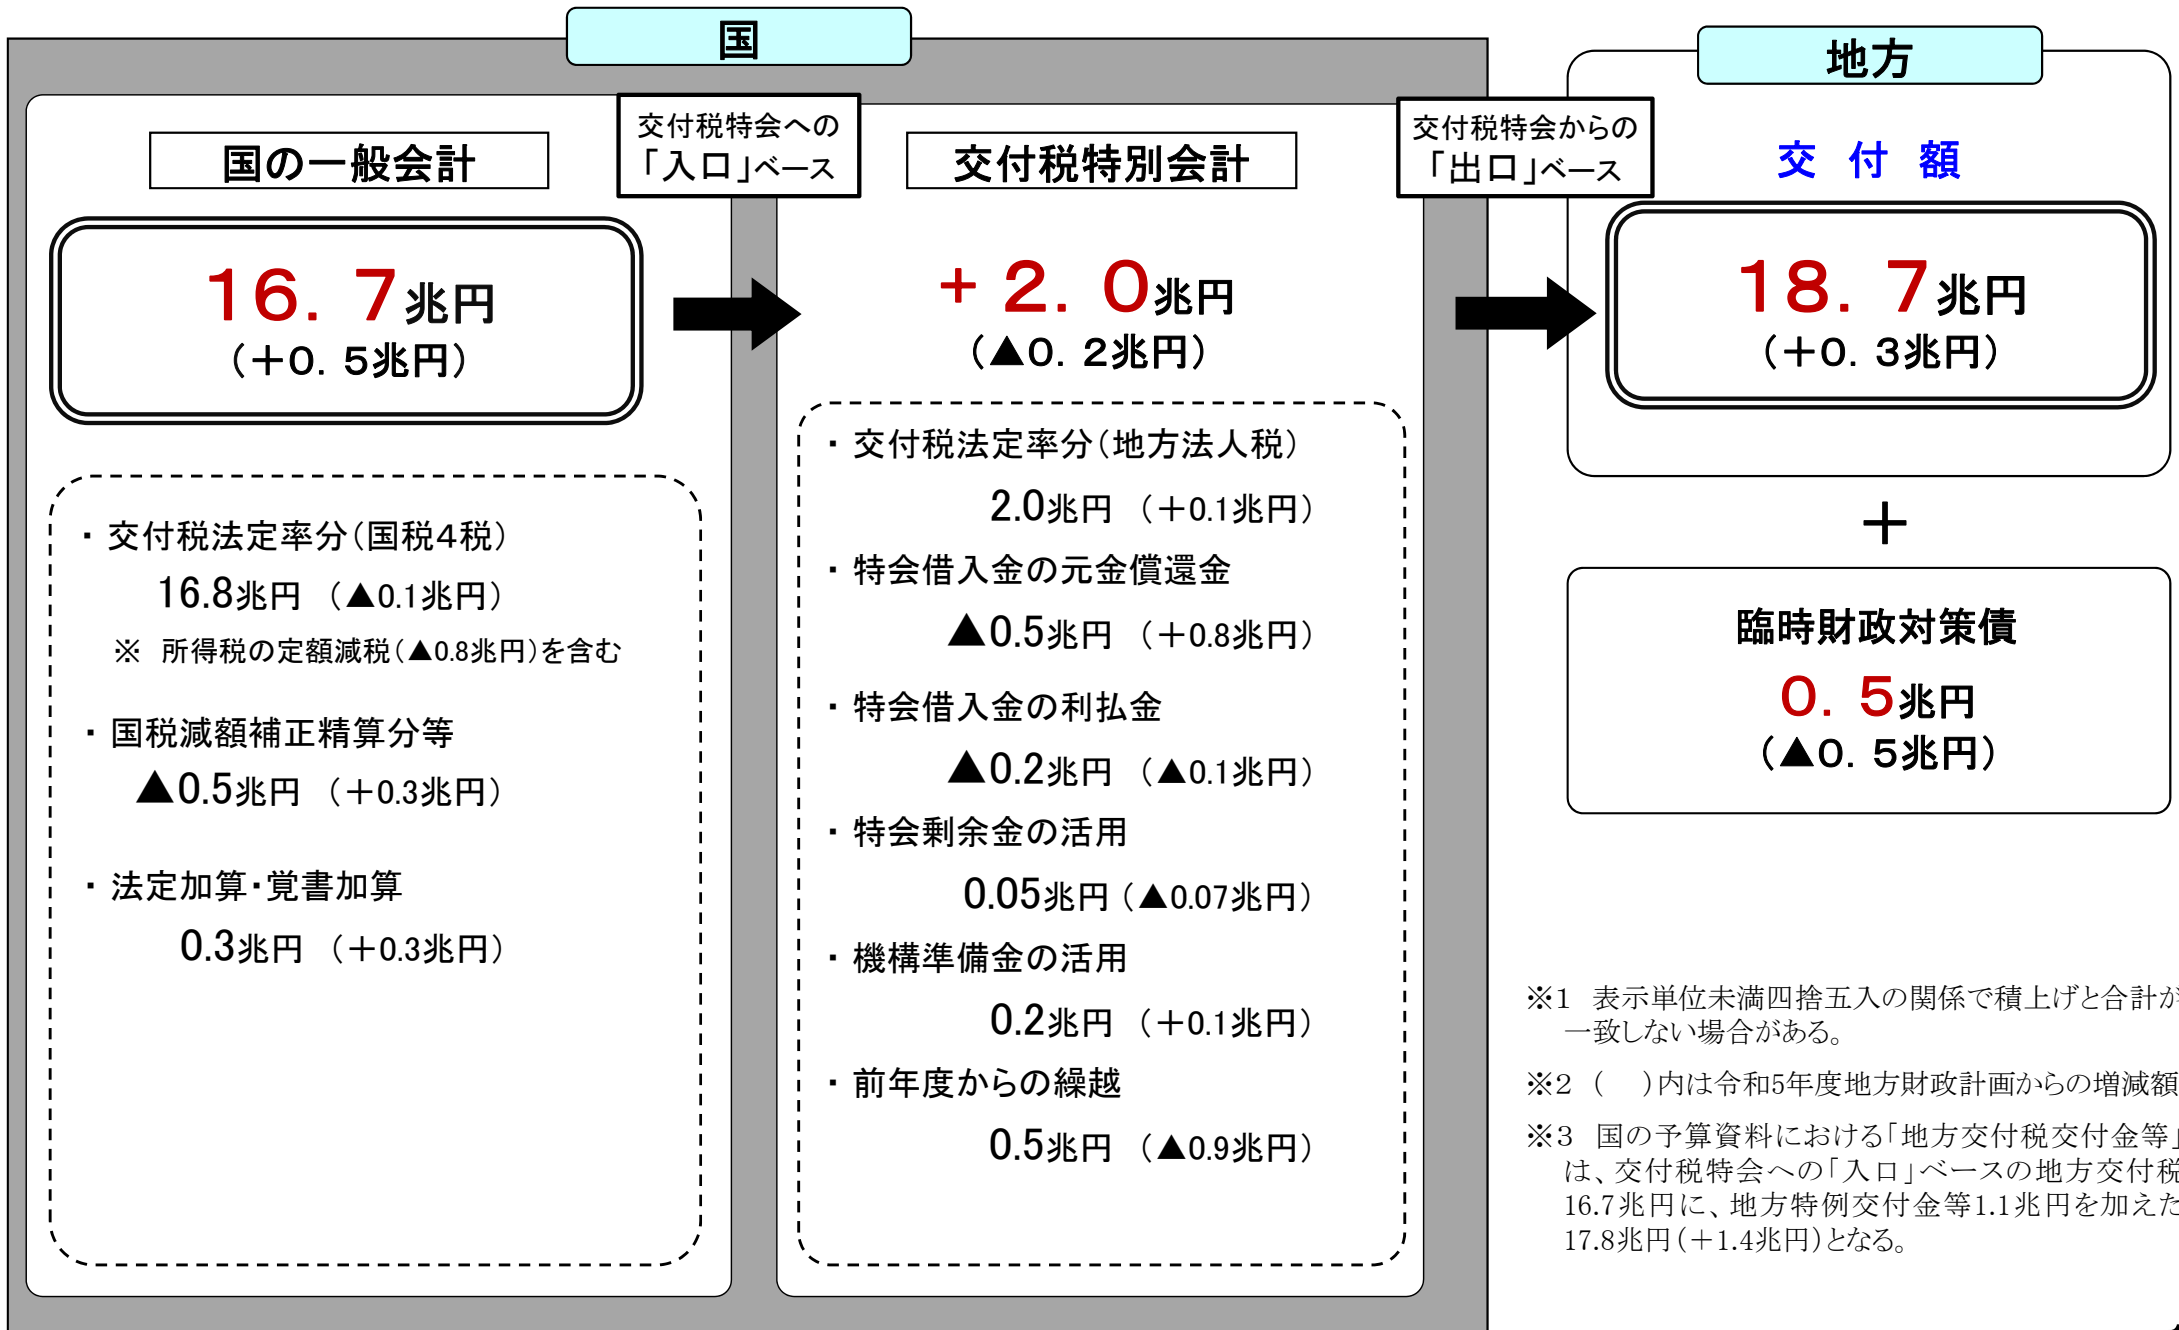 国
国の一般会計
16．7兆円
（＋0．5兆円）
・交付税法定率分（国税4税）
16.8兆円（▲0.1兆円）
※　所得税の定額減税（▲0.8兆円）を含む
・国税減額補正精算分等
▲0.5兆円（＋0.3兆円）
・法定加算・覚書加算
0.3兆円（＋0.3兆円）
交付税特会への
「入口」ベース
交付税特別会計
+2．0兆円
（▲0．2兆円）
・交付税法定率分（地方法人税）
2.0兆円（＋0.1兆円）
・特会借入金の元金償還金
▲0.5兆円（＋0.8兆円）
・特会借入金の利払金
▲0.2兆円（▲0.1兆円）
・特会剰余金の活用
0.05兆円（▲0.07兆円）
・機構準備金の活用
0.2兆円（＋0.1兆円）
・前年度からの繰越
0.5兆円（▲0.9兆円）
交付税特会からの
「出口」ベース
地方
交付額
18．7兆円
（＋0．3兆円）
＋
臨時財政対策債
0．5兆円
（▲0．5兆円）
※1　表示単位未満四捨五入の関係で積上げと合計が
一致しない場合がある。
※2　（　）内は令和5年度地方財政計画からの増減額
※3　国の予算資料における「地方交付税交付金等」
は、交付税特会への「入口」ベースの地方交付税
16.7兆円に、地方特例交付金等1.1兆円を加えた
17.8兆円（＋1.4兆円）となる。